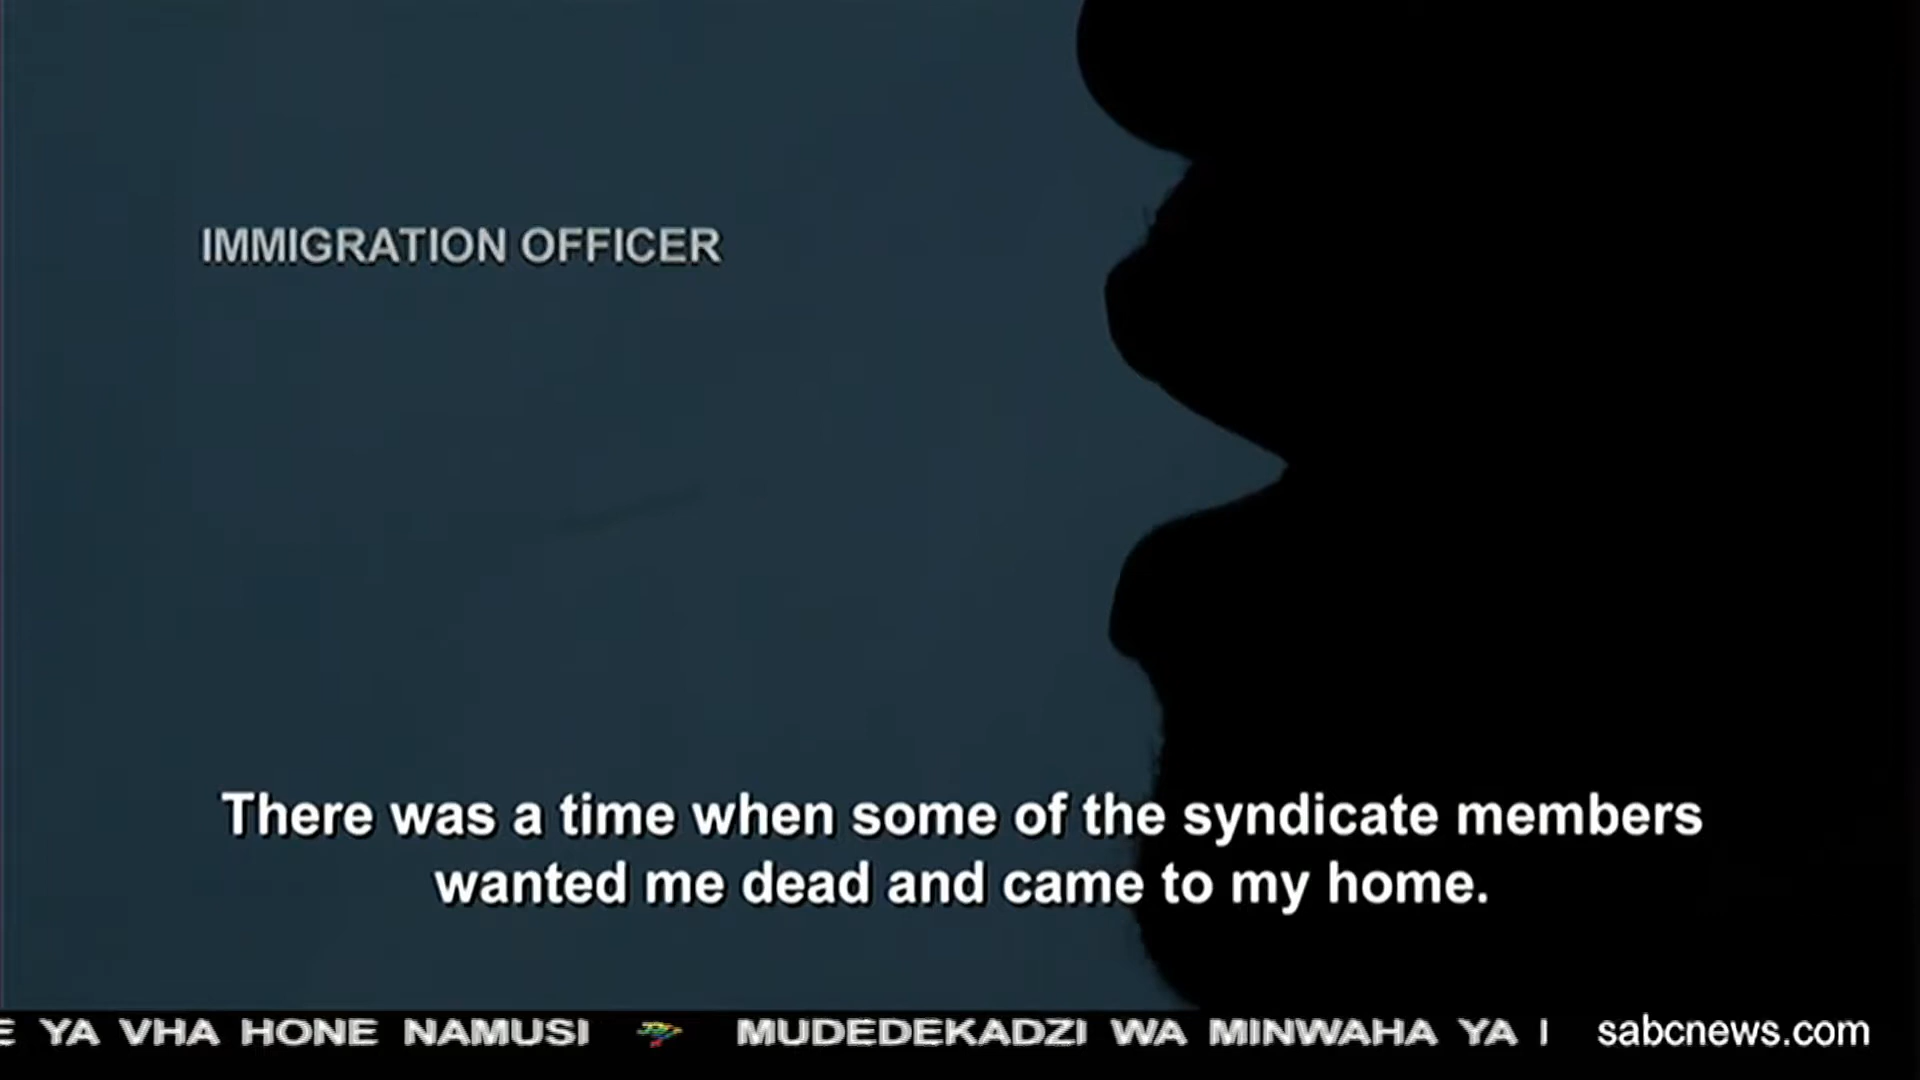 IMMIGRATION OFFICER
There was a time when some of the syndicate members
wanted me dead and came to my home.
YA VHA HONE NAMUSI MUDEDEKADZI WA MINWAHA YA
sabcnews.com